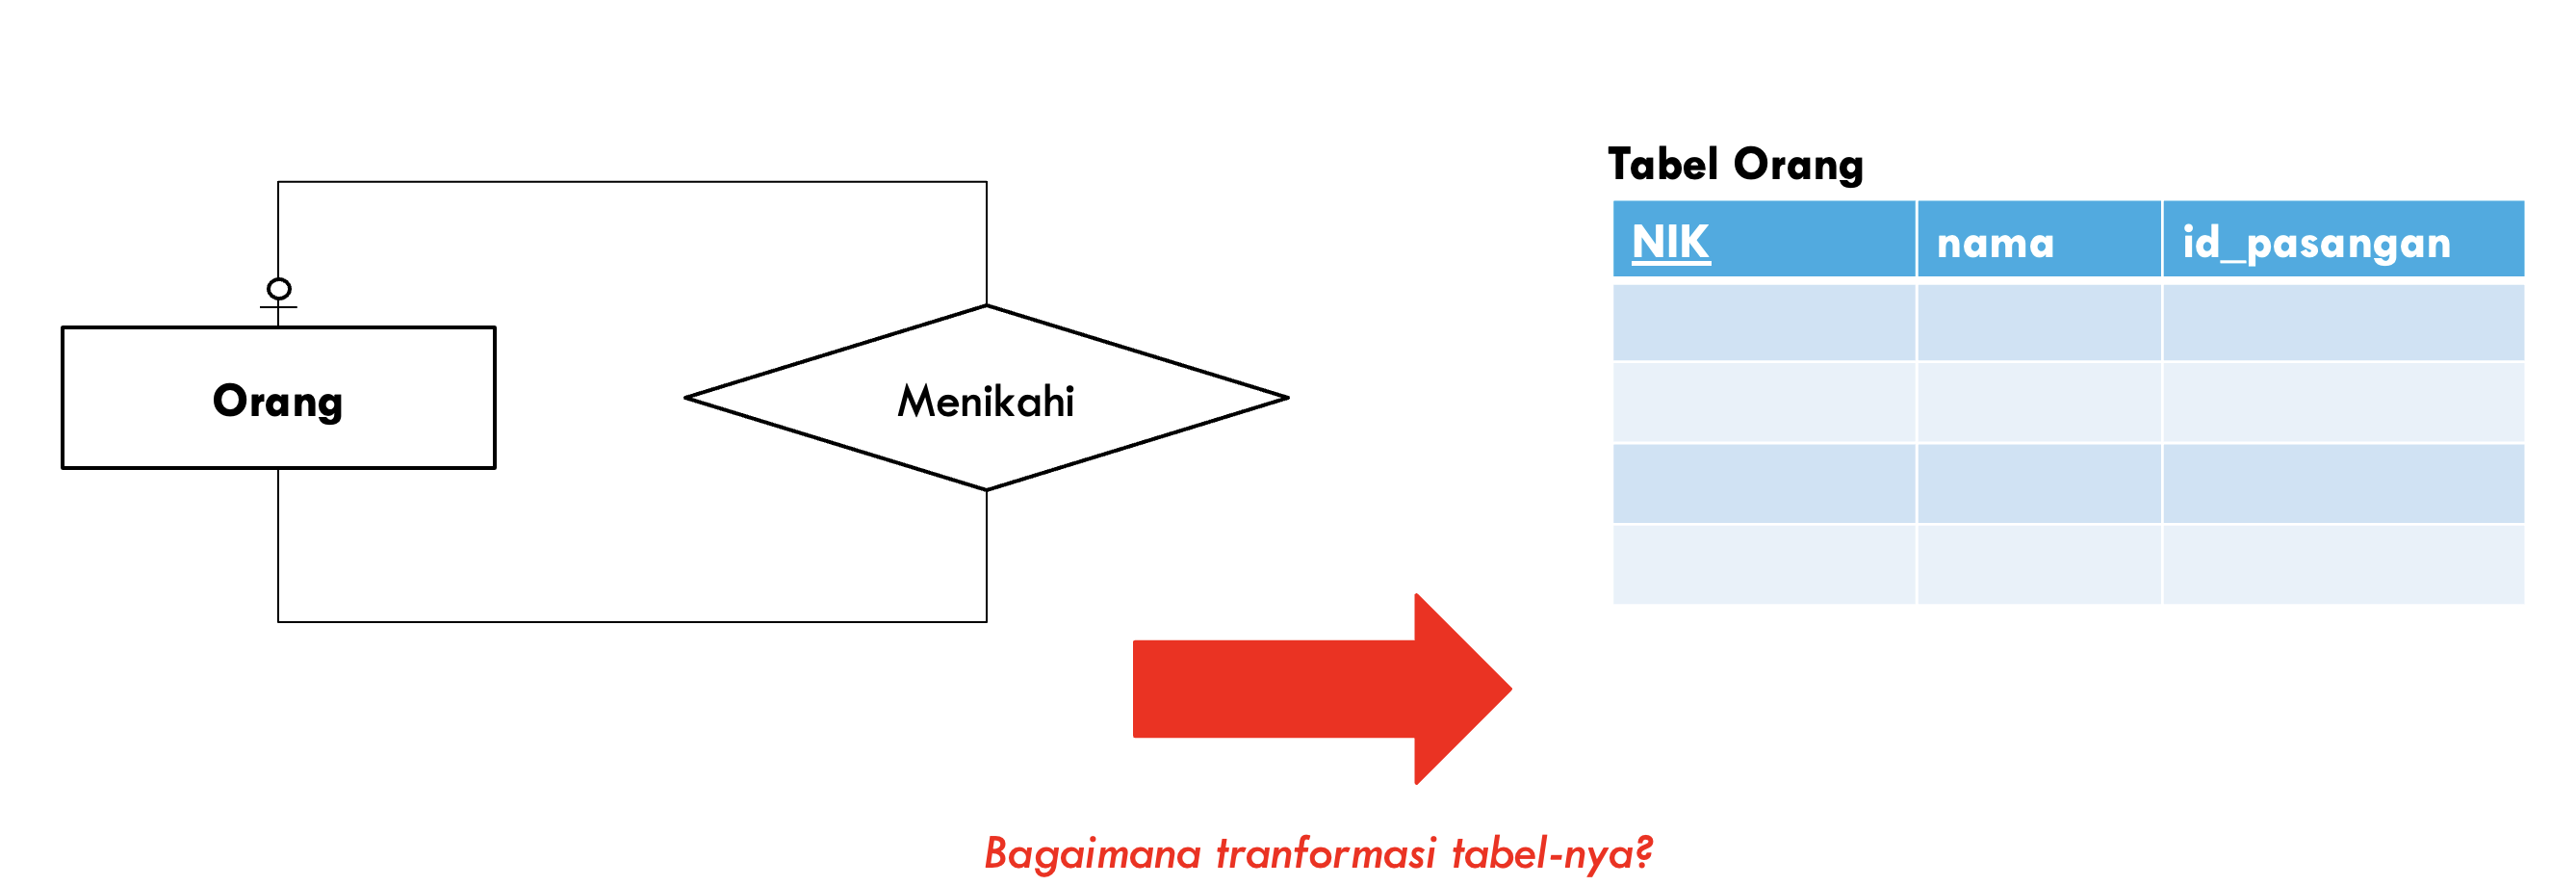 Tabel Orang
NIK nama id_pasangan
Orang
Menikahi
Bagaimana tranformasi tabel-nya?